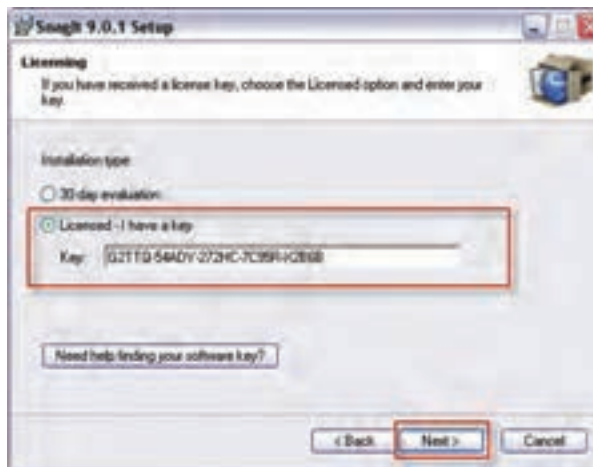 SnagIt 9.0.1 Setup
Licensing
If you have received a license key, choose the Licensed option and enter your
key.
Installation type:
30 day evaluation
Licensed - I have a key
Key:
Need help finding your software key?
< Back
Next >
Cancel